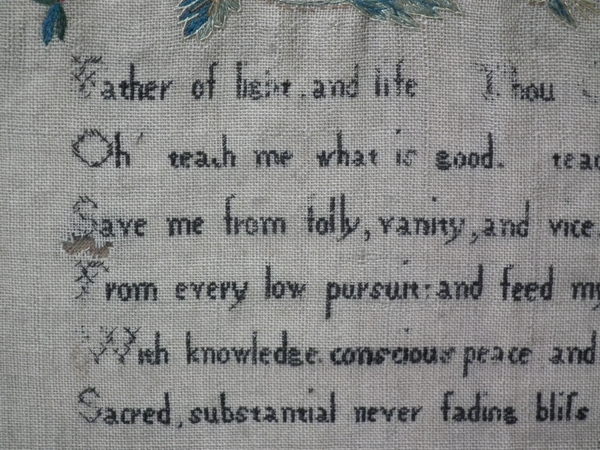 Father of light, and life Thou
Oh' teach me what is good. teac
Save me from folly, vanity, and vice.
From every low pursuit: and feed my
With knowledge. conscious peace and
Sacred, substantial never fading bliſs